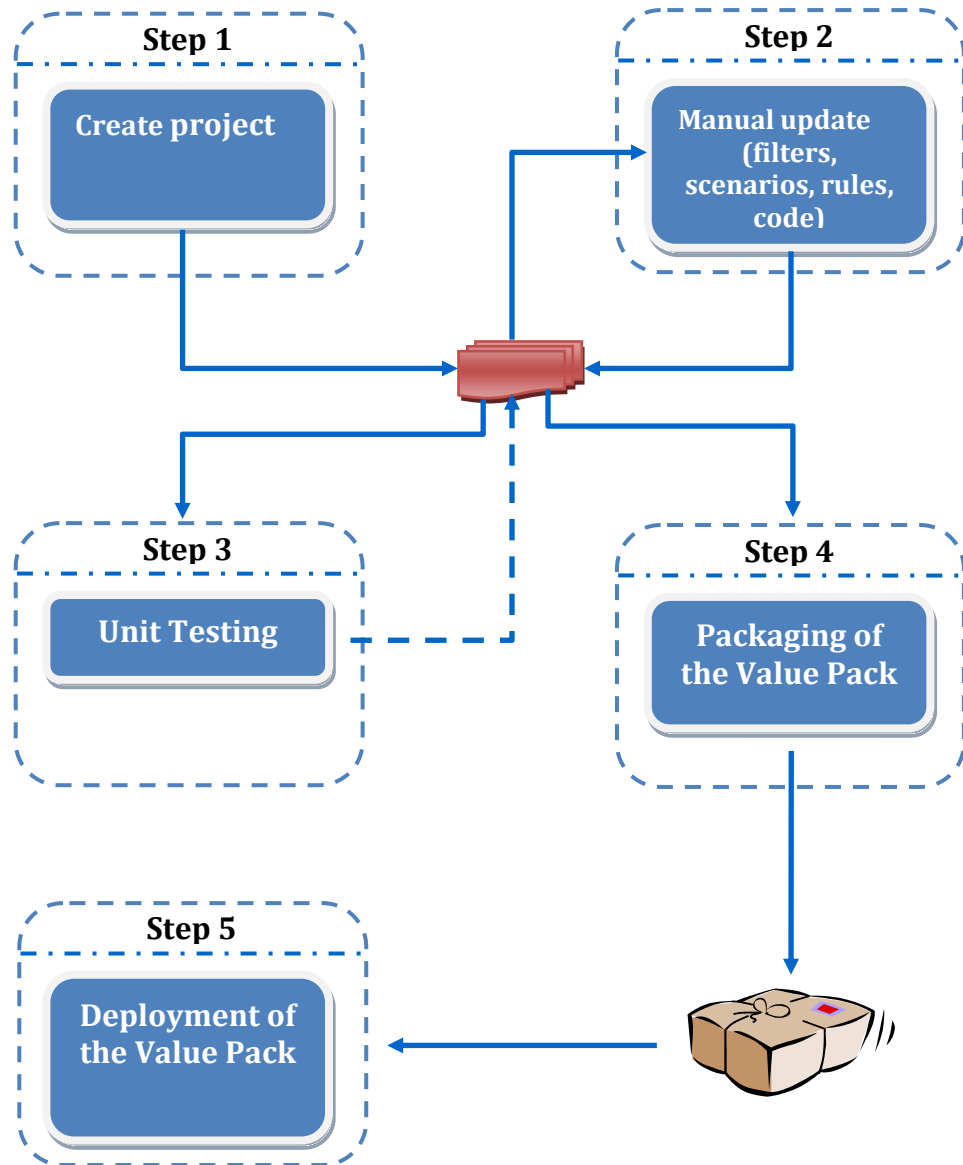 Step 1
Create project
Step 2
Manual update
(filters,
scenarios, rules,
code)
Step 3
Unit Testing
Step 4
Packaging of
the Value Pack
Step 5
Deployment of
the Value Pack